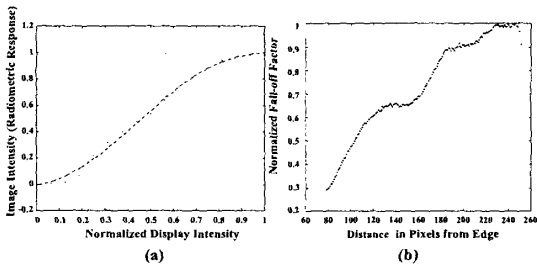 Image Intensity (Radiometric Response)
1.2
1
0.8
0.6
0.4
0.2
0
-0.2
0 0.1 0.2 0.3 0.4 0.5 0.6 0.7 0.8 0.9 1
Normalized Display Intensity
(a)
Normalized Fall-off Factor
1
0.9
0.8
0.7
0.6
0.5
0.4
0.3
0.2
60 80 100 120 140 160 180 200 220 240 260
Distance in Pixels from Edge
(b)